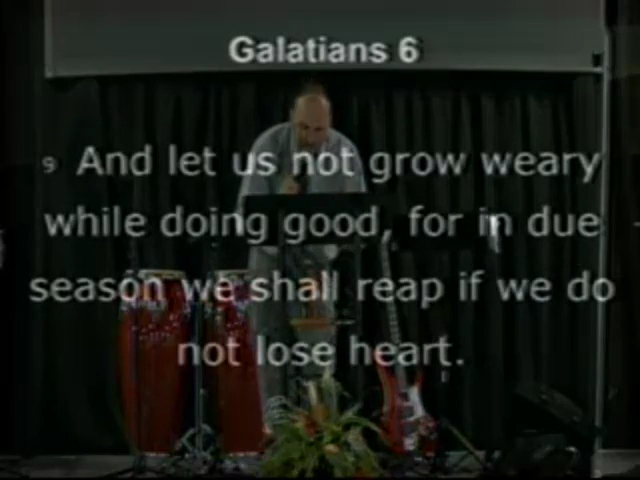 Galatians 6
9 And let us not grow weary
while doing good, for in due
season we shall reap if we do
not lose heart.